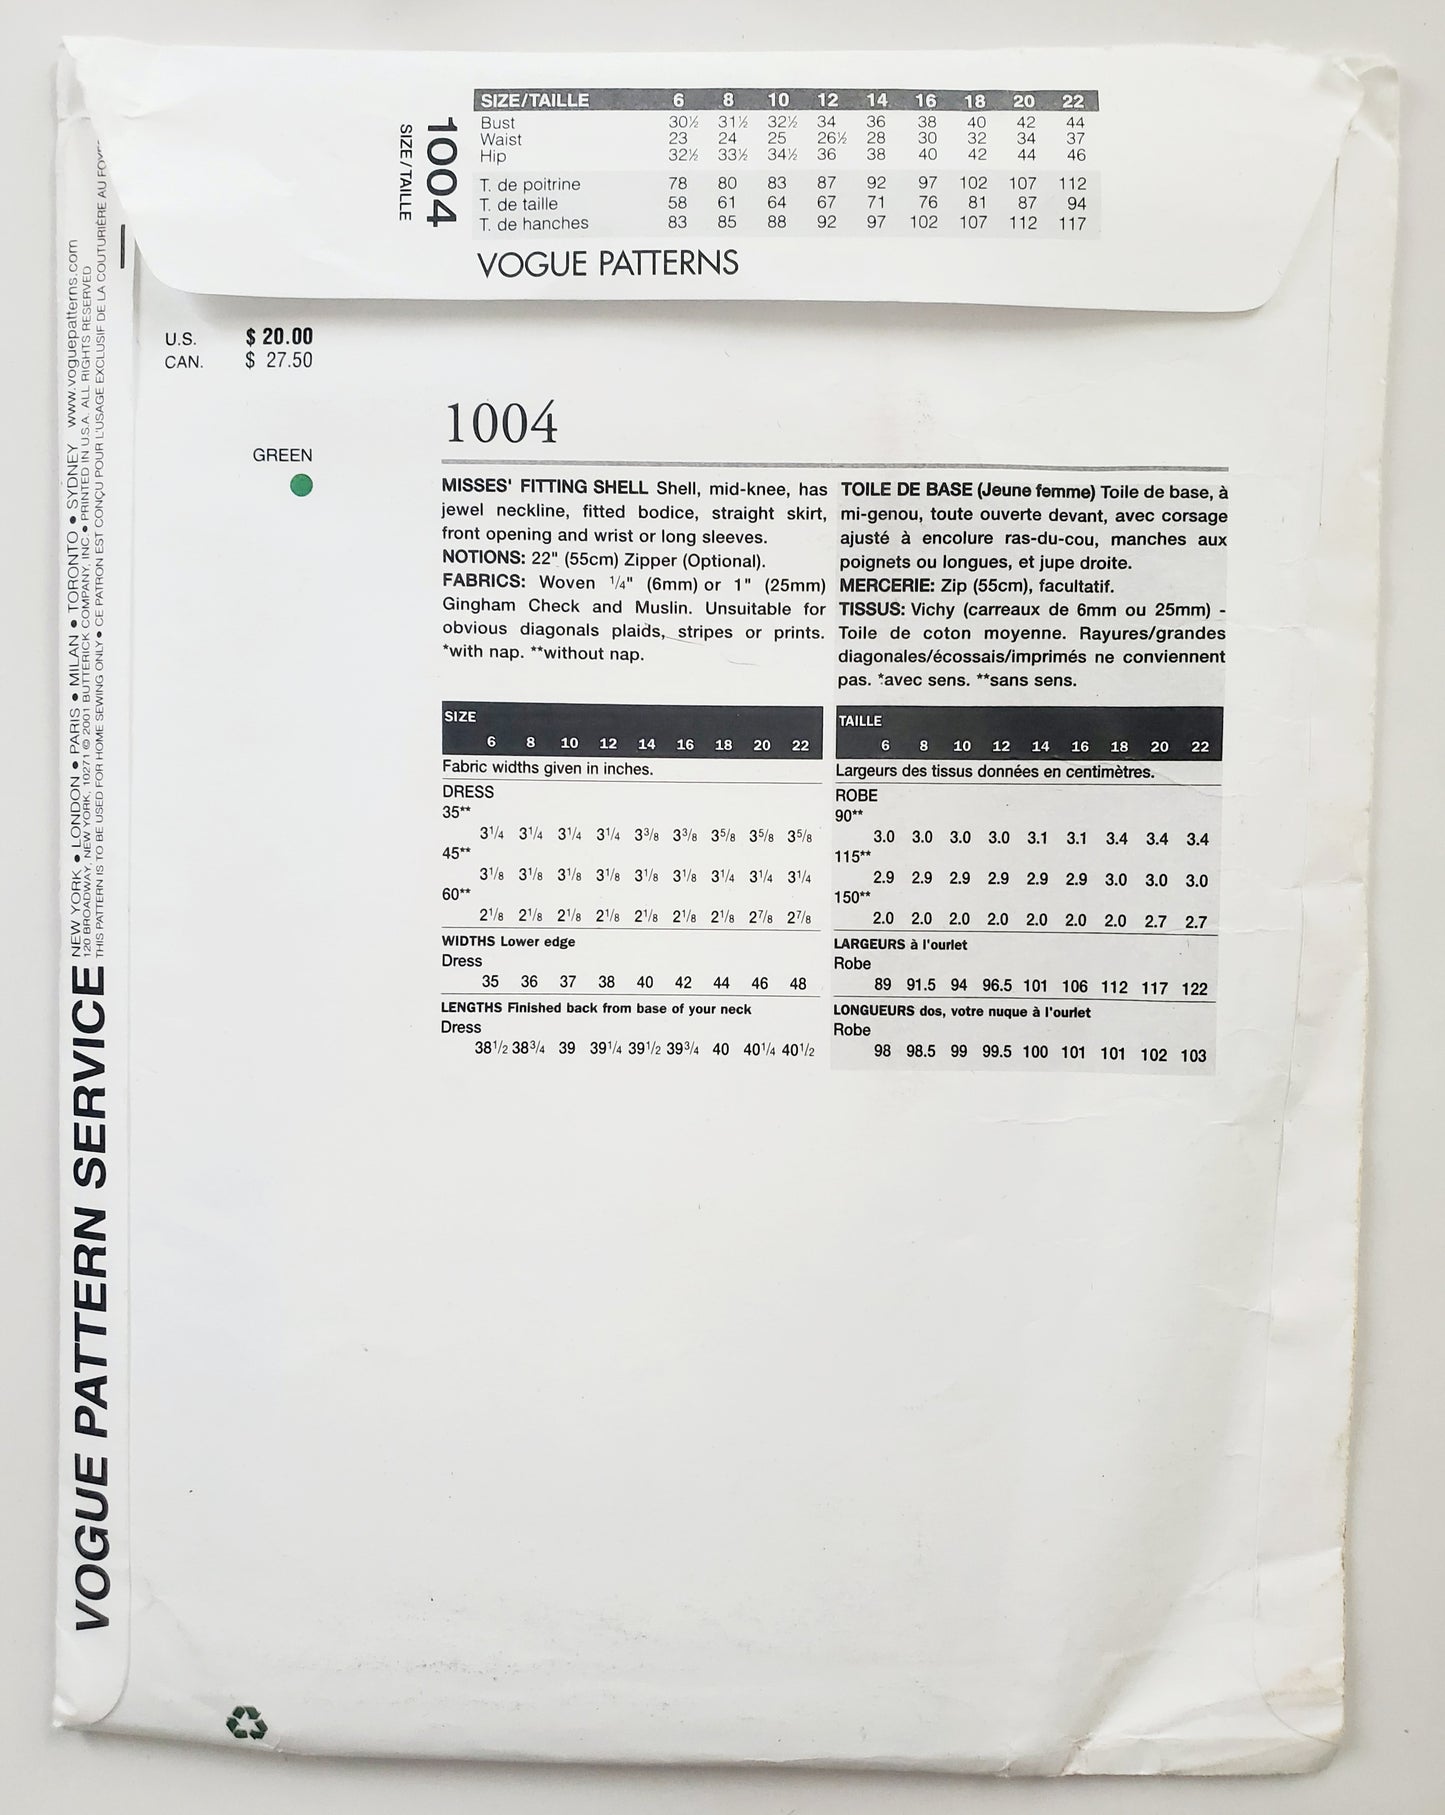 SIZE/TAILLE 6 8 10 12 14 16 18 20 22
Bust 30½ 31½ 32½ 34 36 38 40 42 44
Waist 23 24 25 26½ 28 30 32 34 37
Hip 32½ 33½ 34½ 36 38 40 42 44 46
T. de poitrine 78 80 83 87 92 97 102 107 112
T. de taille 58 61 64 67 71 76 81 87 94
T. de hanches 83 85 88 92 97 102 107 112 117
VOGUE PATTERNS
1004
SIZE/TAILLE
U.S. $ 20.00
CAN. $ 27.50
GREEN
1004
MISSES' FITTING SHELL Shell, mid-knee, has
jewel neckline, fitted bodice, straight skirt,
front opening and wrist or long sleeves.
NOTIONS: 22" (55cm) Zipper (Optional).
FABRICS: Woven 1/4" (6mm) or 1" (25mm)
Gingham Check and Muslin. Unsuitable for
obvious diagonals plaids, stripes or prints.
*with nap. **without nap.
SIZE
6 8 10 12 14 16 18 20 22
Fabric widths given in inches.
DRESS
35**
3 1/4 3 1/4 3 1/4 3 1/4 3 3/8 3 3/8 3 5/8 3 5/8 3 5/8
45**
3 1/8 3 1/8 3 1/8 3 1/8 3 1/8 3 1/8 3 1/4 3 1/4 3 1/4
60**
2 1/8 2 1/8 2 1/8 2 1/8 2 1/8 2 1/8 2 1/8 2 7/8 2 7/8
WIDTHS Lower edge
Dress
35 36 37 38 40 42 44 46 48
LENGTHS Finished back from base of your neck
Dress
38 1/2 38 3/4 39 39 1/4 39 1/2 39 3/4 40 40 1/4 40 1/2
TOILE DE BASE (Jeune femme) Toile de base, à
mi-genou, toute ouverte devant, avec corsage
ajusté à encolure ras-du-cou, manches aux
poignets ou longues, et jupe droite.
MERCERIE: Zip (55cm), facultatif.
TISSUS: Vichy (carreaux de 6mm ou 25mm) -
Toile de coton moyenne. Rayures/grandes
diagonales/écossais/imprimés ne conviennent
pas. *avec sens. **sans sens.
TAILLE
6 8 10 12 14 16 18 20 22
Largeurs des tissus données en centimètres.
ROBE
90**
3.0 3.0 3.0 3.0 3.1 3.1 3.4 3.4 3.4
115**
2.9 2.9 2.9 2.9 2.9 2.9 3.0 3.0 3.0
150**
2.0 2.0 2.0 2.0 2.0 2.0 2.0 2.7 2.7
LARGEURS à l'ourlet
Robe
89 91.5 94 96.5 101 106 112 117 122
LONGUEURS dos, votre nuque à l'ourlet
Robe
98 98.5 99 99.5 100 101 101 102 103
VOGUE PATTERN SERVICE
NEW YORK • LONDON • PARIS • MILAN • TORONTO • SYDNEY www.voguepatterns.com
120 BROADWAY, NEW YORK, 10271 © 2001 BUTTERICK COMPANY, INC. • PRINTED IN U.S.A. ALL RIGHTS RESERVED
THIS PATTERN IS TO BE USED FOR HOME SEWING ONLY • CE PATRON EST CONÇU POUR L'USAGE EXCLUSIF DE LA COUTURIÈRE AU